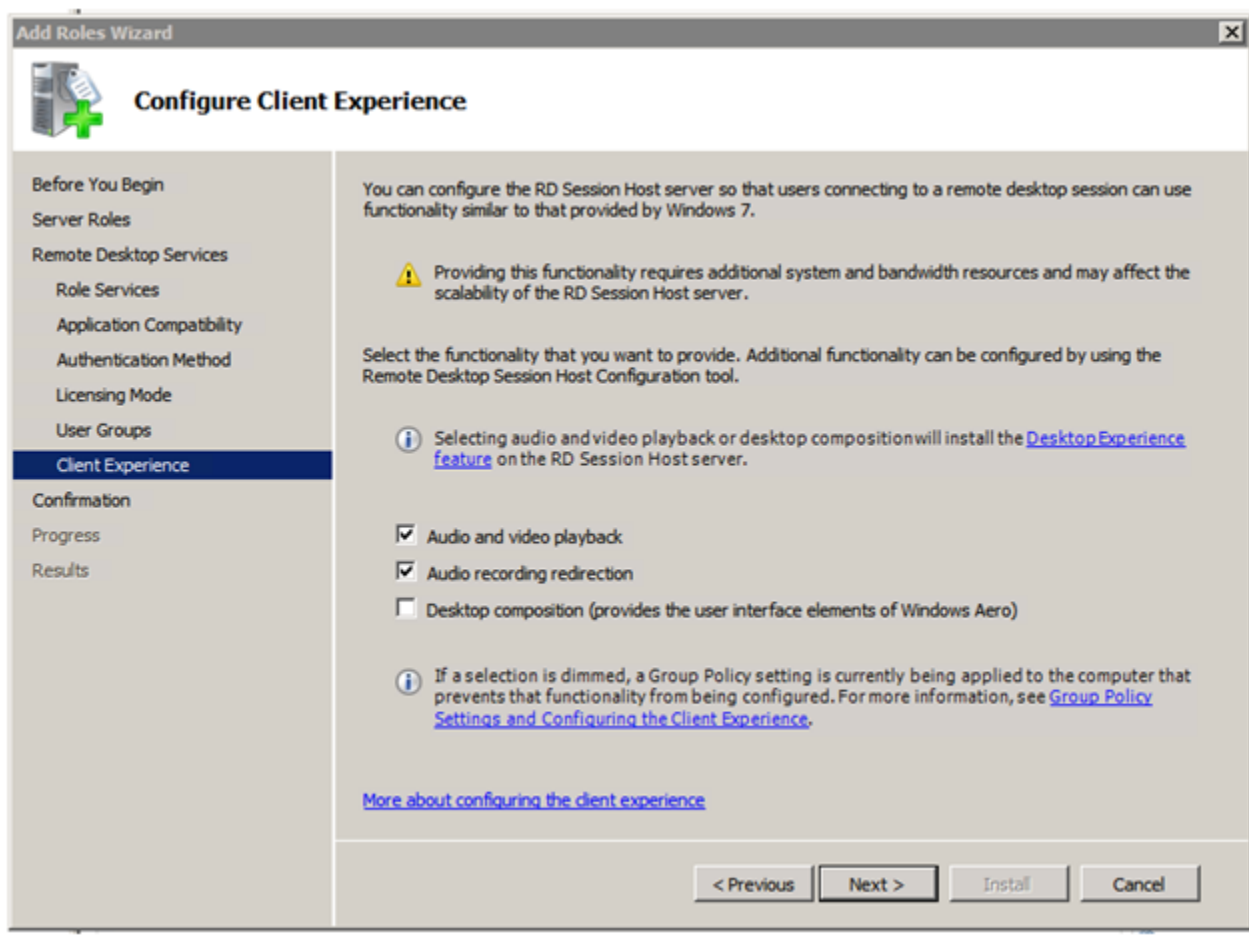 Add Roles Wizard
Configure Client Experience
Before You Begin
Server Roles
Remote Desktop Services
Role Services
Application Compatibility
Authentication Method
Licensing Mode
User Groups
Client Experience
Confirmation
Progress
Results
You can configure the RD Session Host server so that users connecting to a remote desktop session can use
functionality similar to that provided by Windows 7.
Providing this functionality requires additional system and bandwidth resources and may affect the
scalability of the RD Session Host server.
Select the functionality that you want to provide. Additional functionality can be configured by using the
Remote Desktop Session Host Configuration tool.
Selecting audio and video playback or desktop composition will install the Desktop Experience
feature on the RD Session Host server.
Audio and video playback
Audio recording redirection
Desktop composition (provides the user interface elements of Windows Aero)
If a selection is dimmed, a Group Policy setting is currently being applied to the computer that
prevents that functionality from being configured. For more information, see Group Policy
Settings and Configuring the Client Experience.
More about configuring the client experience
< Previous
Next >
Install
Cancel